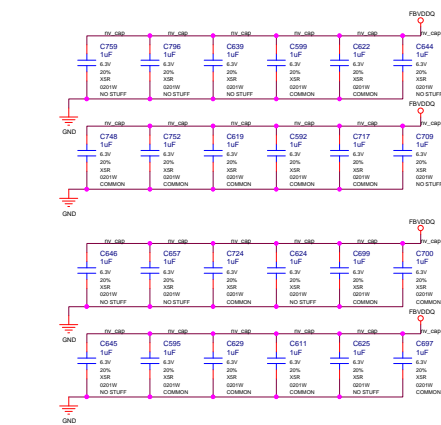 FBVDDQ
nv_cap nv_cap nv_cap nv_cap nv_cap nv_cap
C759 C796 C639 C599 C622 C644
1uF 1uF 1uF 1uF 1uF 1uF
6.3V 6.3V 6.3V 6.3V 6.3V 6.3V
20% 20% 20% 20% 20% 20%
X5R X5R X5R X5R X5R X5R
0201W 0201W 0201W 0201W 0201W 0201W
NO STUFF NO STUFF NO STUFF COMMON COMMON NO STUFF
FBVDDQ
GND
nv_cap nv_cap nv_cap nv_cap nv_cap nv_cap
C748 C752 C619 C592 C717 C709
1uF 1uF 1uF 1uF 1uF 1uF
6.3V 6.3V 6.3V 6.3V 6.3V 6.3V
20% 20% 20% 20% 20% 20%
X5R X5R X5R X5R X5R X5R
0201W 0201W 0201W 0201W 0201W 0201W
COMMON COMMON COMMON COMMON COMMON NO STUFF
GND
FBVDDQ
nv_cap nv_cap nv_cap nv_cap nv_cap nv_cap
C646 C657 C724 C624 C699 C700
1uF 1uF 1uF 1uF 1uF 1uF
6.3V 6.3V 6.3V 6.3V 6.3V 6.3V
20% 20% 20% 20% 20% 20%
X5R X5R X5R X5R X5R X5R
0201W 0201W 0201W 0201W 0201W 0201W
NO STUFF NO STUFF COMMON NO STUFF COMMON COMMON
FBVDDQ
GND
nv_cap nv_cap nv_cap nv_cap nv_cap nv_cap
C645 C595 C629 C611 C625 C697
1uF 1uF 1uF 1uF 1uF 1uF
6.3V 6.3V 6.3V 6.3V 6.3V 6.3V
20% 20% 20% 20% 20% 20%
X5R X5R X5R X5R X5R X5R
0201W 0201W 0201W 0201W 0201W 0201W
NO STUFF COMMON COMMON COMMON NO STUFF COMMON
GND